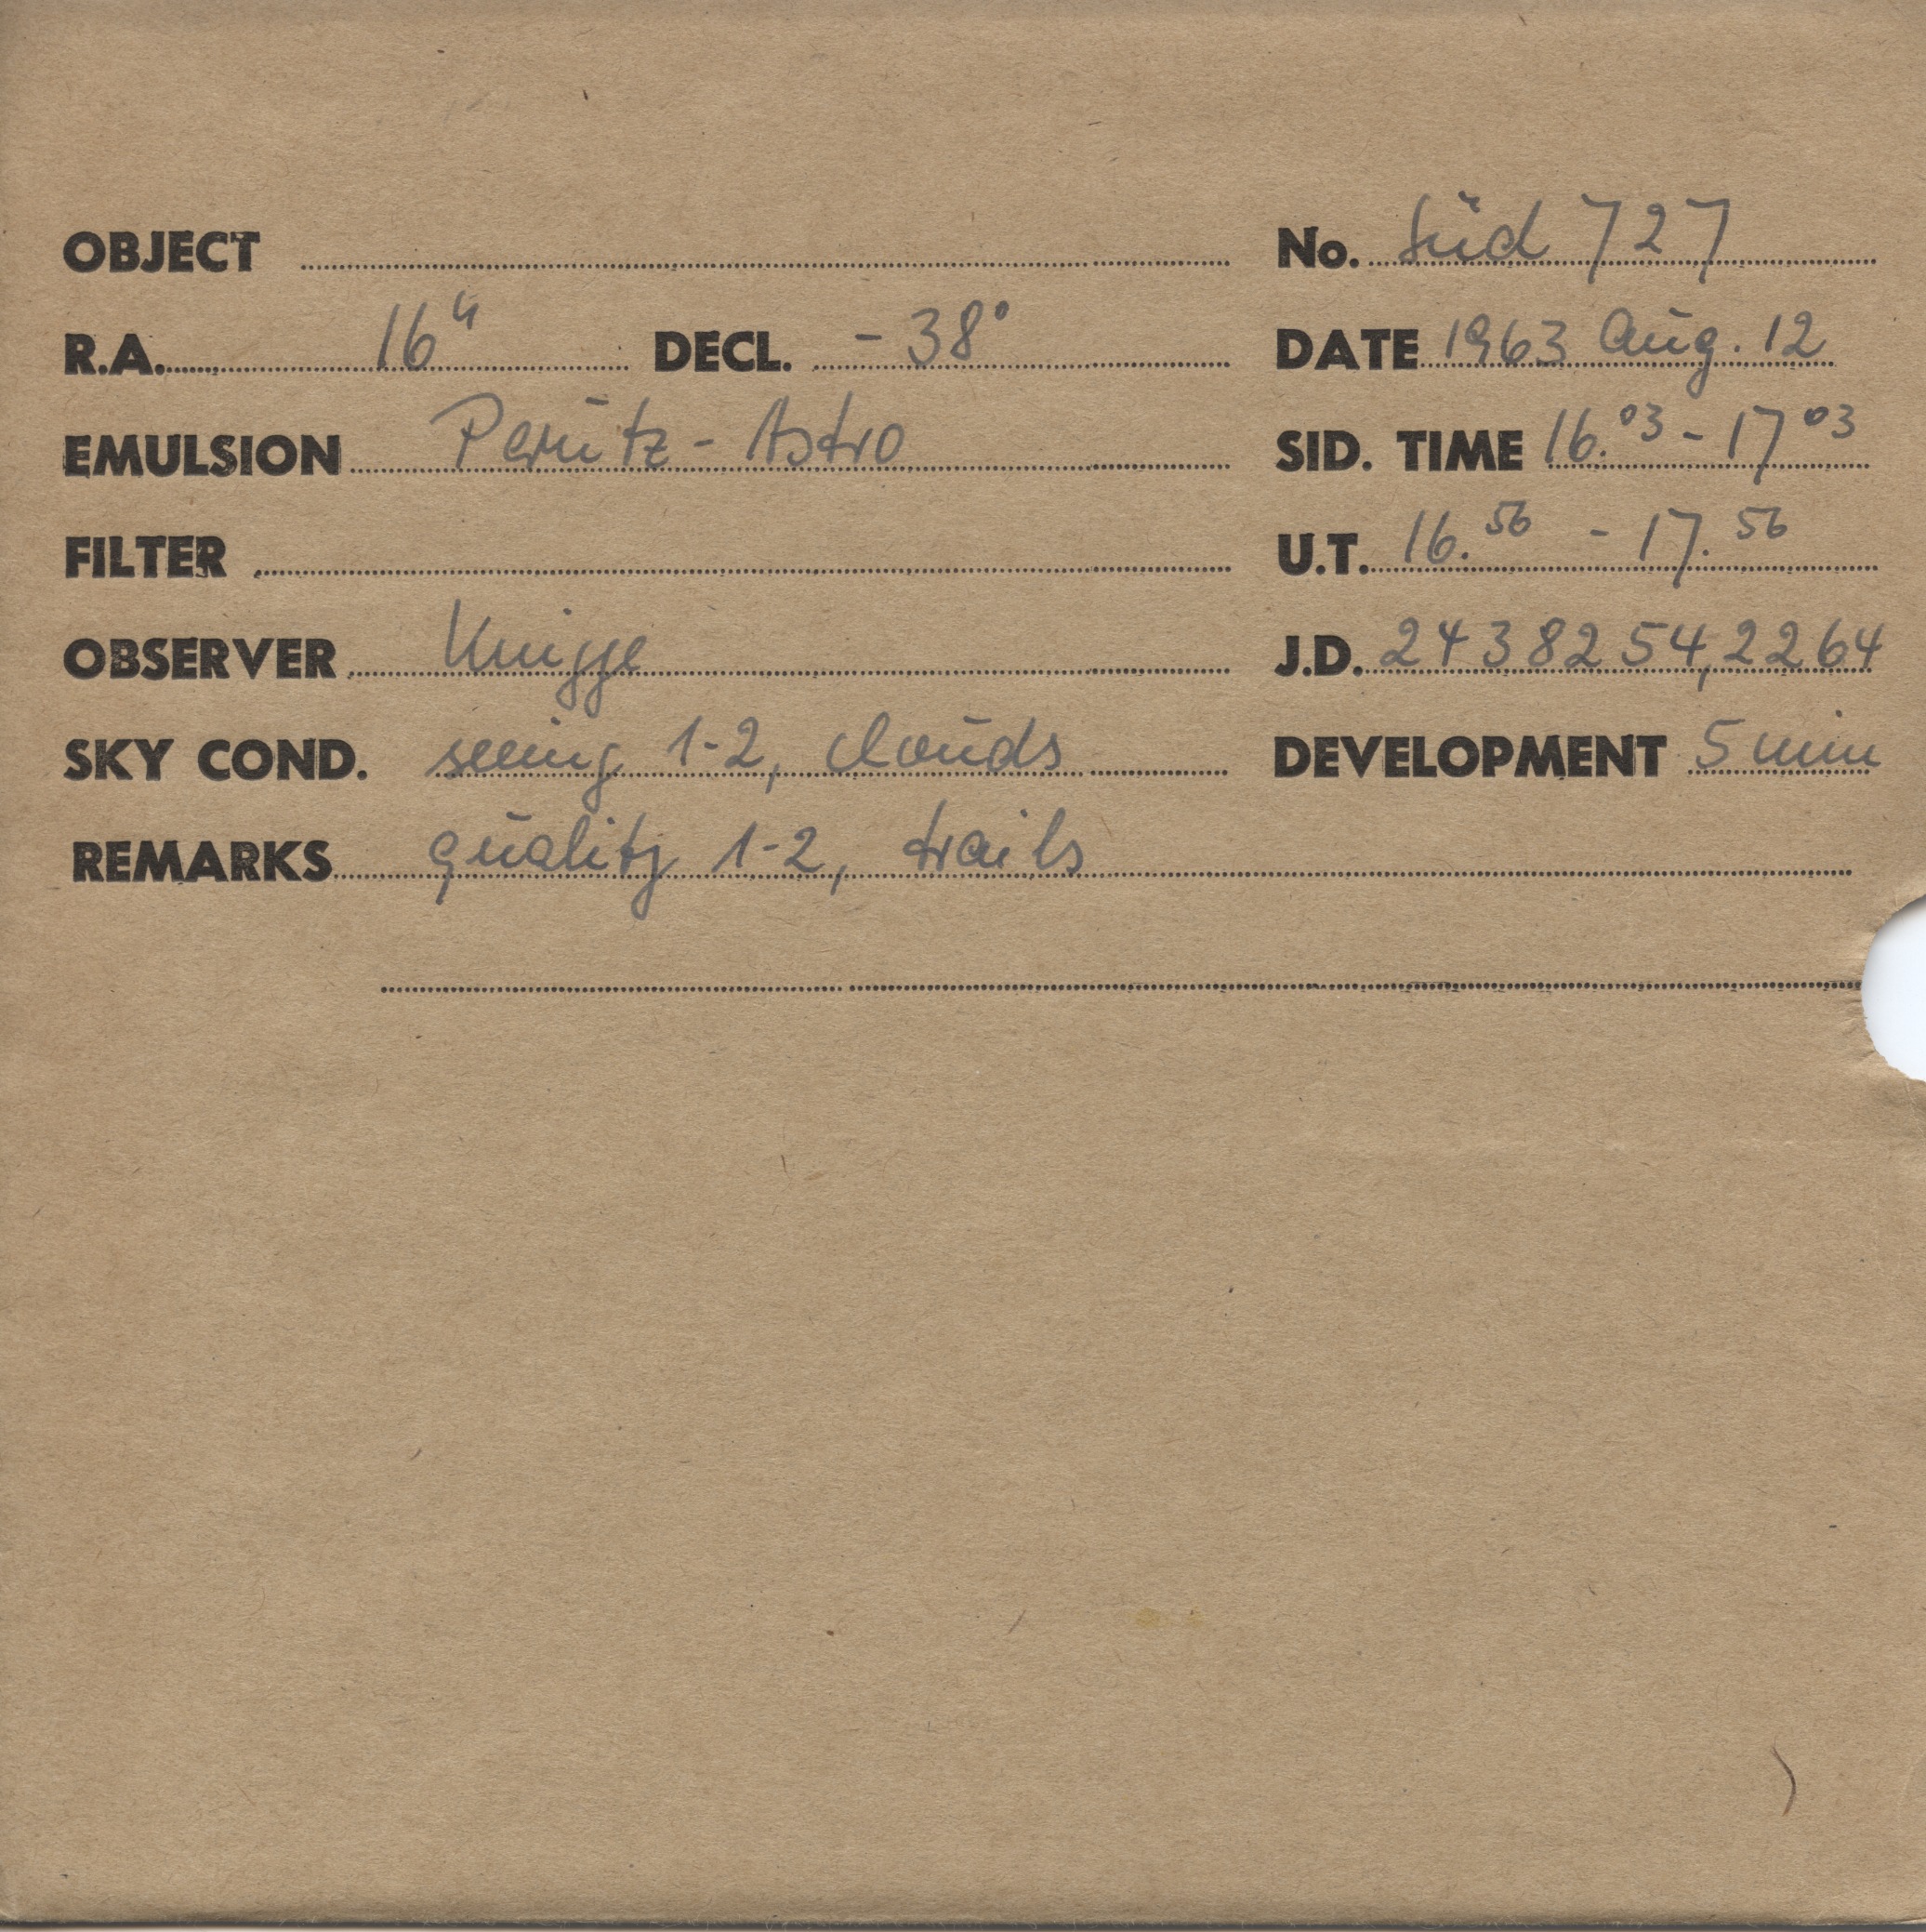 OBJECT No. Süd 727
R.A. 16h DECL. - 38° DATE 1963 Aug. 12
EMULSION Perutz - Astro SID. TIME 16.03 - 17 03
FILTER U.T. 16.56 - 17.56
OBSERVER Knigge J.D. 2438254,2264
SKY COND. seeing 1-2, clouds DEVELOPMENT 5 min
REMARKS quality 1-2, trails